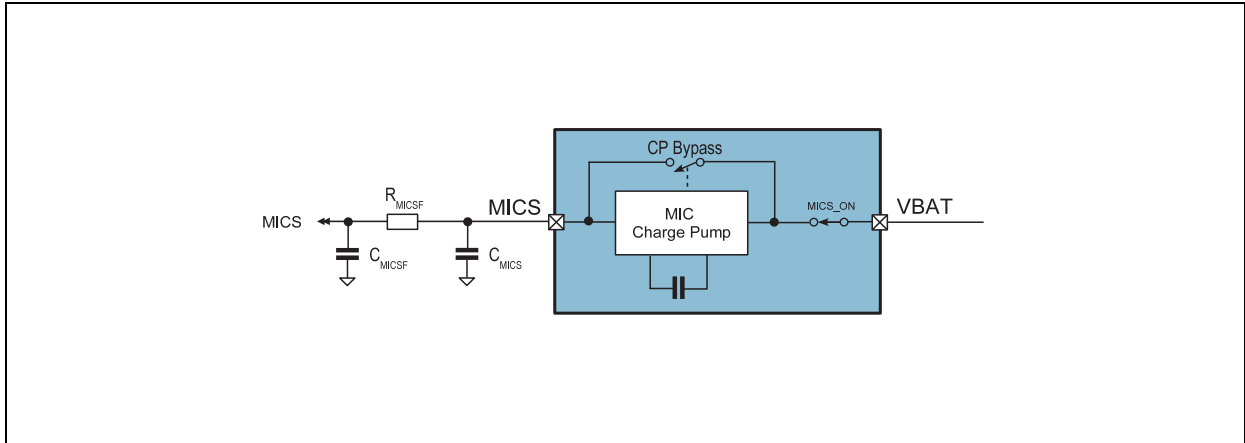 CP Bypass
R_MICSF
MICS
MICS
MIC
Charge Pump
MICS_ON
VBAT
C_MICSF
C_MICS